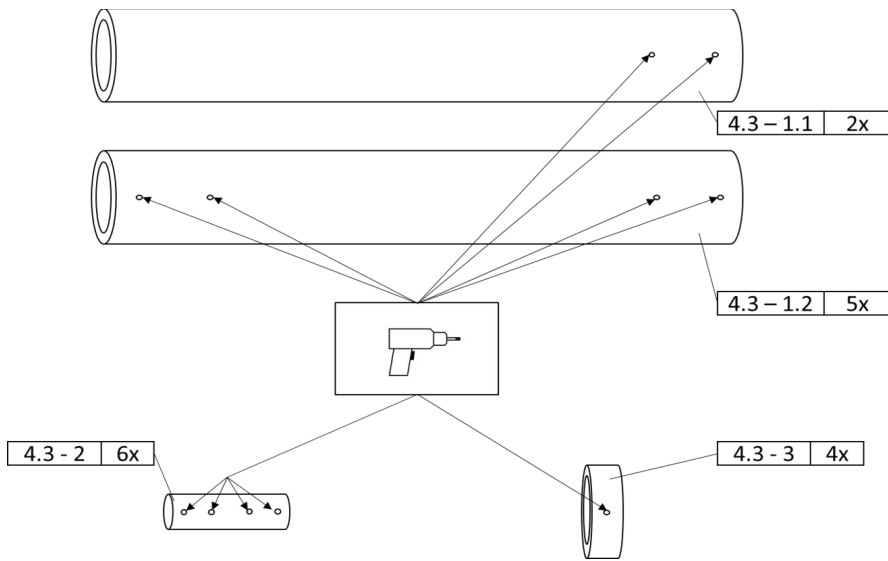 4.3 – 1.1 2x
4.3 – 1.2 5x
4.3 - 2 6x
4.3 - 3 4x